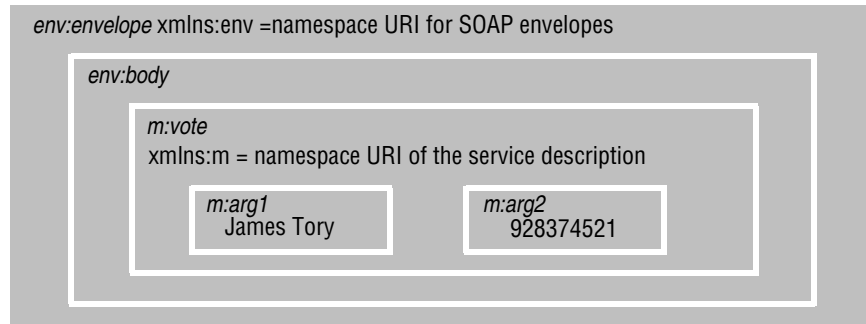 env:envelope xmlns:env =namespace URI for SOAP envelopes
env:body
m:vote
xmlns:m = namespace URI of the service description
m:arg1
James Tory
m:arg2
928374521